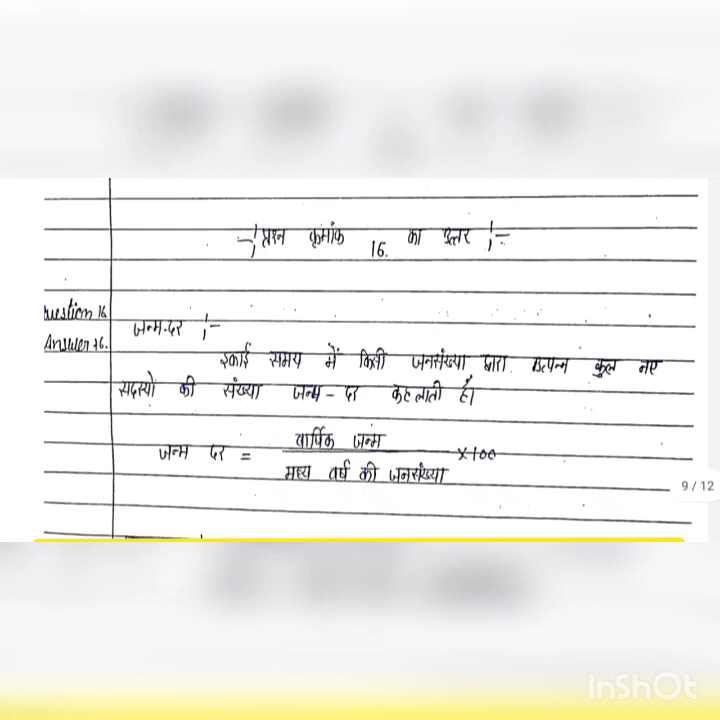 -:| प्रश्न क्रमांक 16. का उत्तर |:-
Question 16
Answer 16.
जन्म-दर :-
इकाई समय में किसी जनसंख्या द्वारा उत्पन्न कुल नए
सदस्यो की संख्या जन्म-दर कहलाती है।
जन्म दर = वार्षिक जन्म ×100
मध्य वर्ष की जनसंख्या
9 / 12
InShOt